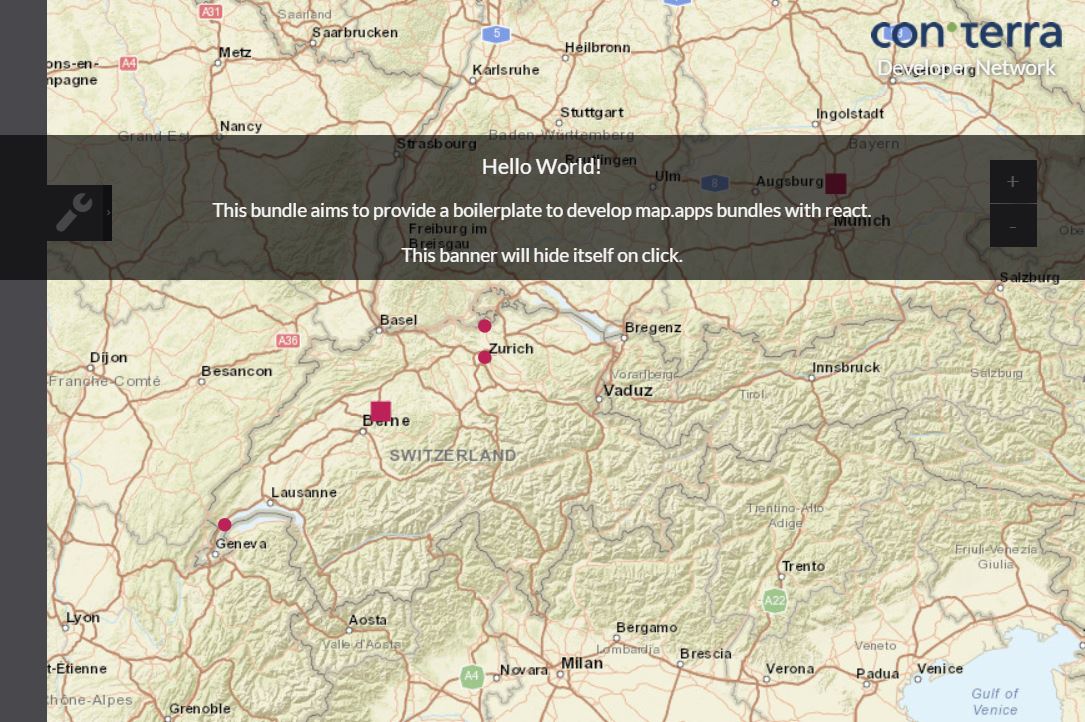 Saarland
A31
Saarbrucken
5
Heilbronn
con terra
Developer Network
Metz
A4
ons-en-
npagne
Karlsruhe
Stuttgart
Ingolstadt
Nancy
Grand Est
Strasbourg
Baden-Württemberg
Bayern
Hello World!
Reutlingen
Ulm
8
Augsburg
+
This bundle aims to provide a boilerplate to develop map.apps bundles with react.
Munich
-
Freiburg im
Breisgau
This banner will hide itself on click.
Salzburg
Basel
Bregenz
A36
Zurich
Dijon
Besancon
Franche-Comté
Innsbruck
Vorarlberg
Salzburg
Vaduz
Tirol
Berne
SWITZERLAND
Lausanne
Trentino-Alto
Adige
Geneva
Friuli-Venezia
Giulia
Trento
A22
Lyon
Aosta
Bergamo
Valle d'Aosta
Lombardia
Veneto
Brescia
t-Étienne
A4
Novara
Milan
Verona
Padua
Venice
Rhône-Alpes
Grenoble
Gulf of
Venice